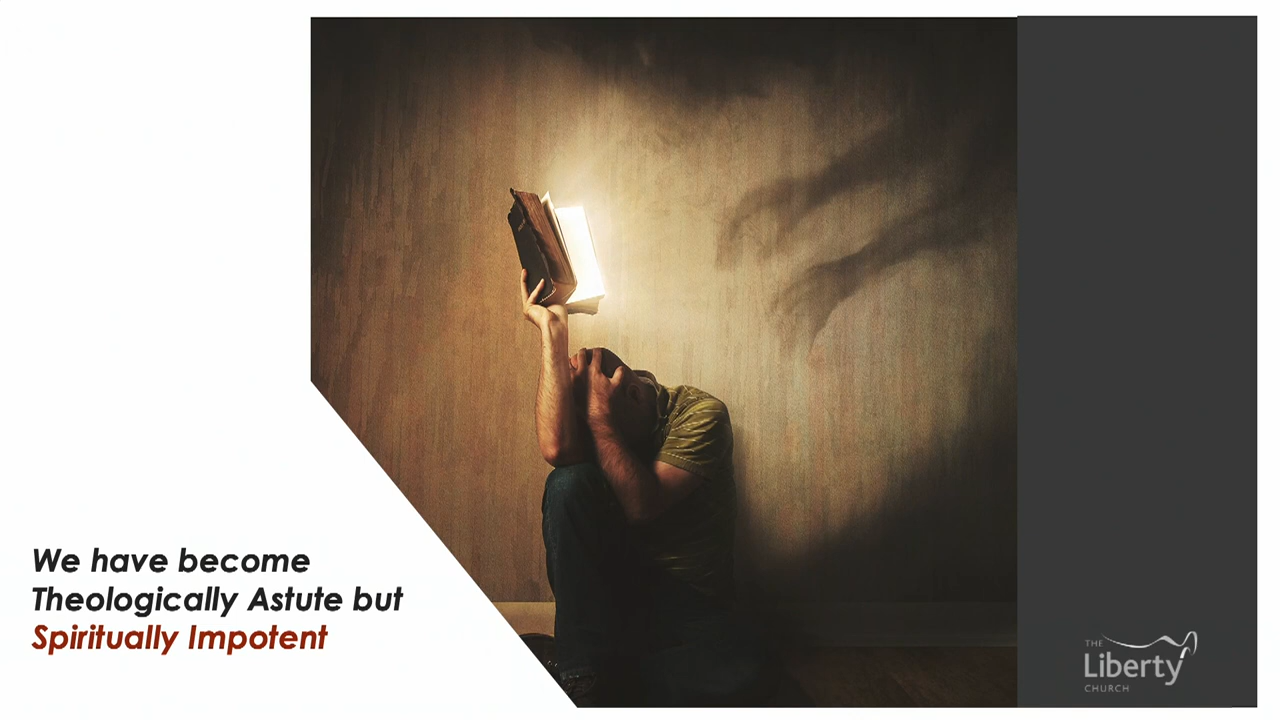 We have become
Theologically Astute but
Spiritually Impotent
THE
Liberty
CHURCH